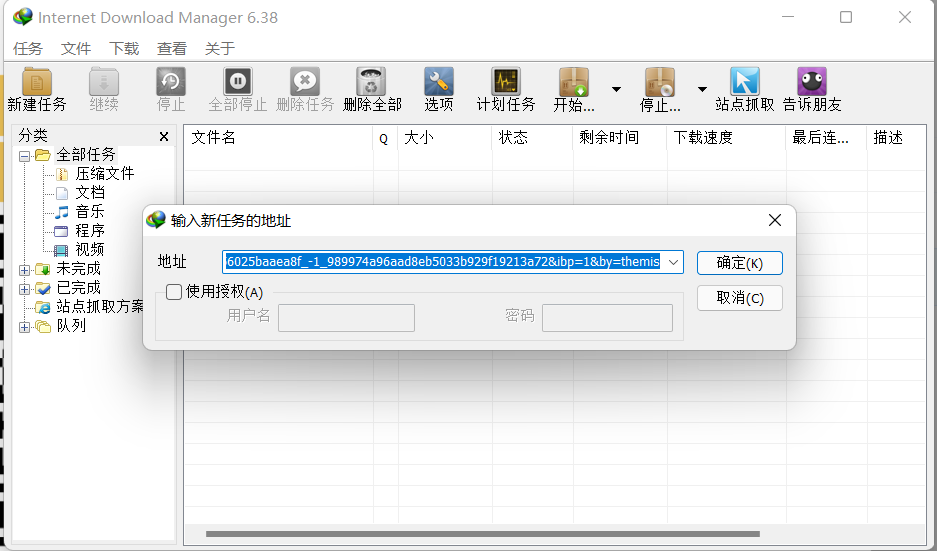 Internet Download Manager 6.38
任务 文件 下载 查看 关于
新建任务 继续 停止 全部停止 删除任务 删除全部 选项 计划任务 开始... 停止... 站点抓取 告诉朋友
分类
文件名 Q 大小 状态 剩余时间 下载速度 最后连... 描述
全部任务
压缩文件
文档
音乐
程序
视频
未完成
已完成
站点抓取方案
队列
输入新任务的地址
地址 6025baaea8f_-1_989974a96aad8eb5033b929f19213a72&ibp=1&by=themis 确定(K)
使用授权(A) 取消(C)
用户名 密码